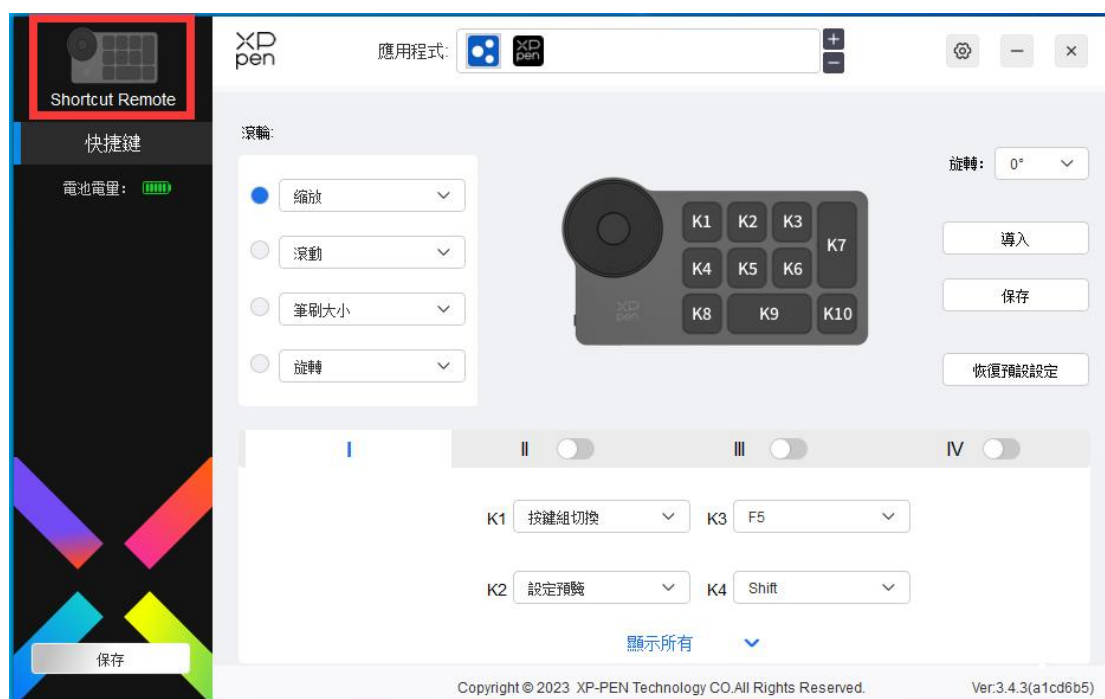 Shortcut Remote
快捷鍵
電池電量：
保存
XP
pen
應用程式:
XP
pen
+
−
滾輪:
縮放
滾動
筆刷大小
旋轉
K1 K2 K3
K7
K4 K5 K6
K8 K9 K10
XP
pen
旋轉： 0°
導入
保存
恢復預設設定
I II III IV
K1 按鍵組切換 K3 F5
K2 設定預覽 K4 Shift
顯示所有
Copyright © 2023 XP-PEN Technology CO.All Rights Reserved. Ver:3.4.3(a1cd6b5)